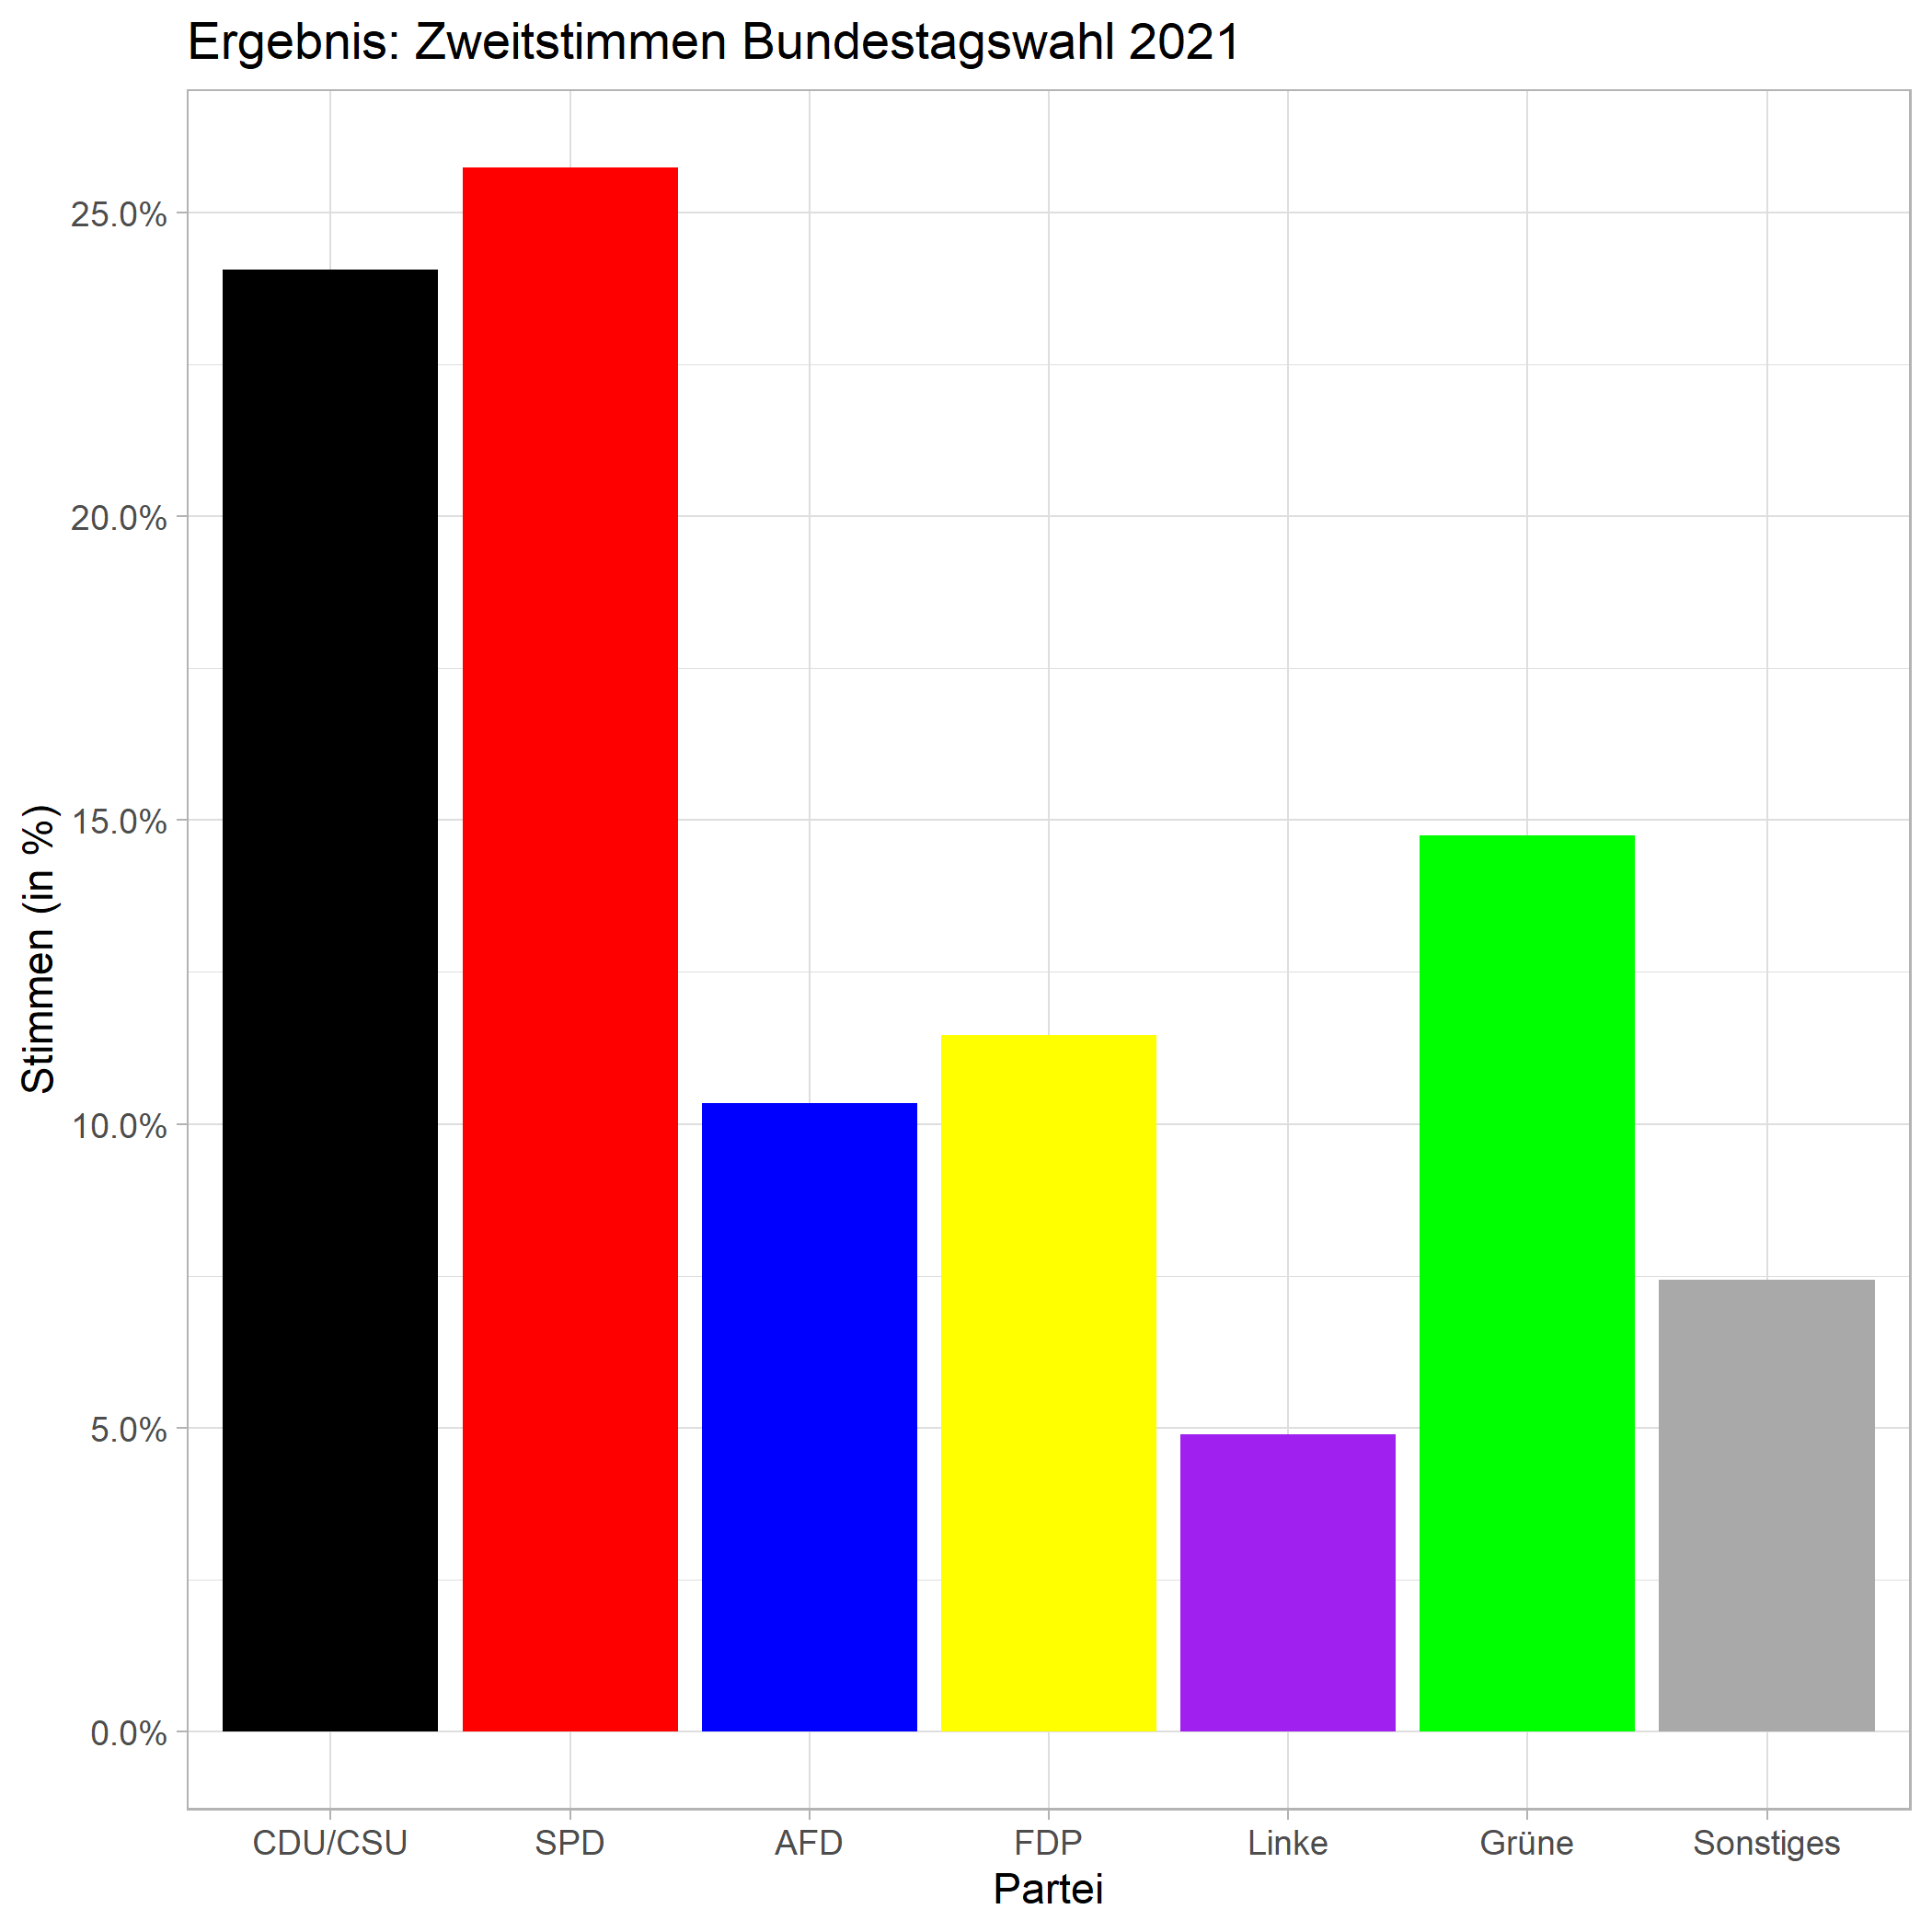 Ergebnis: Zweitstimmen Bundestagswahl 2021
Stimmen (in %)
25.0%
20.0%
15.0%
10.0%
5.0%
0.0%
CDU/CSU SPD AFD FDP Linke Grüne Sonstiges
Partei